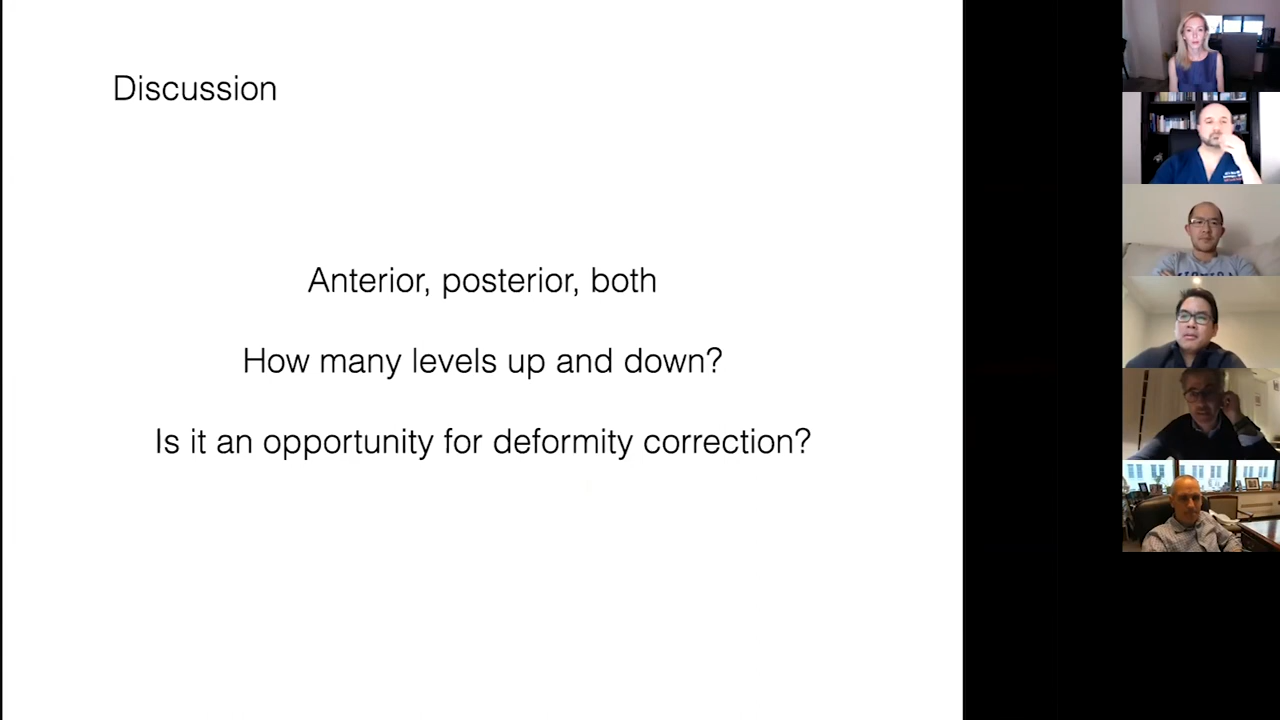 Discussion
Anterior, posterior, both
How many levels up and down?
Is it an opportunity for deformity correction?